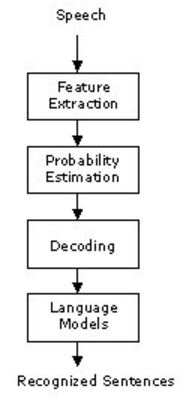 Speech
Feature
Extraction
Probability
Estimation
Decoding
Language
Models
Recognized Sentences